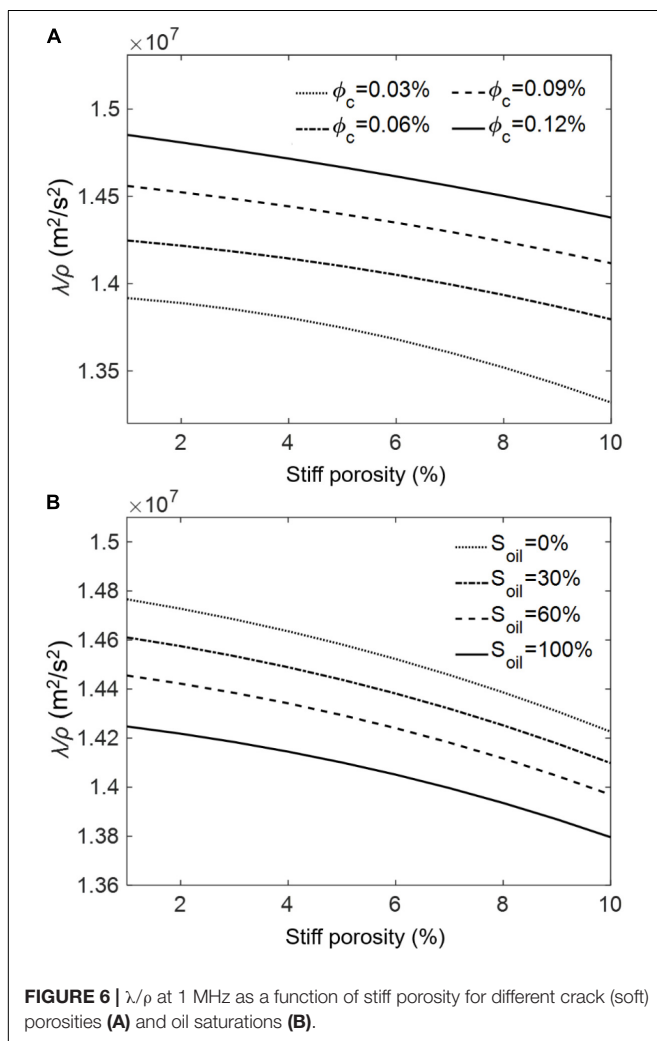 A
×10⁷
ϕc=0.03% ϕc=0.09%
ϕc=0.06% ϕc=0.12%
1.5
1.45
1.4
1.35
λ/ρ (m²/s²)
2 4 6 8 10
Stiff porosity (%)
B
×10⁷
Soil=0%
Soil=30%
Soil=60%
Soil=100%
1.5
1.48
1.46
1.44
1.42
1.4
1.38
1.36
λ/ρ (m²/s²)
2 4 6 8 10
Stiff porosity (%)
FIGURE 6 | λ/ρ at 1 MHz as a function of stiff porosity for different crack (soft)
porosities (A) and oil saturations (B).